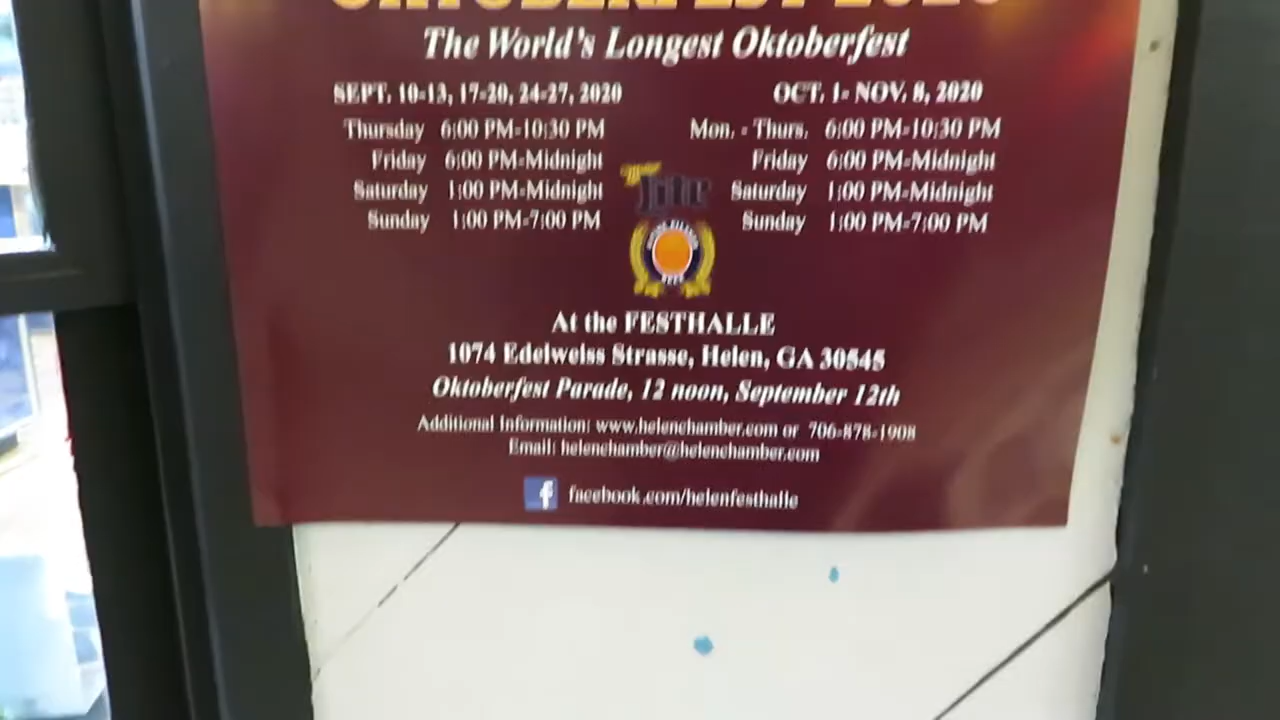 OKTOBERFEST 2020
The World's Longest Oktoberfest
SEPT. 10-13, 17-20, 24-27, 2020
Thursday 6:00 PM-10:30 PM
Friday 6:00 PM-Midnight
Saturday 1:00 PM-Midnight
Sunday 1:00 PM-7:00 PM
OCT. 1- NOV. 8, 2020
Mon. - Thurs. 6:00 PM-10:30 PM
Friday 6:00 PM-Midnight
Saturday 1:00 PM-Midnight
Sunday 1:00 PM-7:00 PM
Miller
Lite
At the FESTHALLE
1074 Edelweiss Strasse, Helen, GA 30545
Oktoberfest Parade, 12 noon, September 12th
Additional Information: www.helenchamber.com or 706-878-1908
Email: helenchamber@helenchamber.com
f facebook.com/helenfesthalle